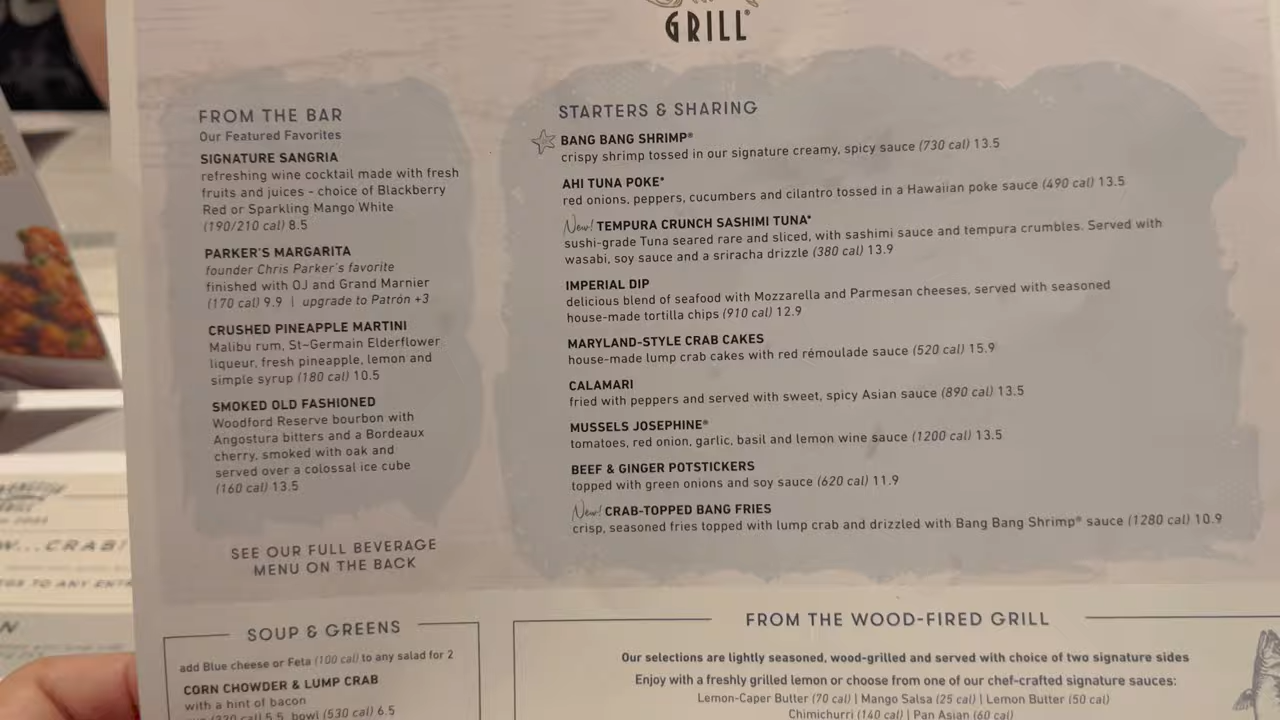 GRILL®
FROM THE BAR
Our Featured Favorites
SIGNATURE SANGRIA
refreshing wine cocktail made with fresh
fruits and juices - choice of Blackberry
Red or Sparkling Mango White
(190/210 cal) 8.5
PARKER'S MARGARITA
founder Chris Parker's favorite
finished with OJ and Grand Marnier
(170 cal) 9.9 | upgrade to Patrón +3
CRUSHED PINEAPPLE MARTINI
Malibu rum, St-Germain Elderflower
liqueur, fresh pineapple, lemon and
simple syrup (180 cal) 10.5
SMOKED OLD FASHIONED
Woodford Reserve bourbon with
Angostura bitters and a Bordeaux
cherry, smoked with oak and
served over a colossal ice cube
(160 cal) 13.5
SEE OUR FULL BEVERAGE
MENU ON THE BACK
STARTERS & SHARING
BANG BANG SHRIMP®
crispy shrimp tossed in our signature creamy, spicy sauce (730 cal) 13.5
AHI TUNA POKE*
red onions, peppers, cucumbers and cilantro tossed in a Hawaiian poke sauce (490 cal) 13.5
New! TEMPURA CRUNCH SASHIMI TUNA*
sushi-grade Tuna seared rare and sliced, with sashimi sauce and tempura crumbles. Served with
wasabi, soy sauce and a sriracha drizzle (380 cal) 13.9
IMPERIAL DIP
delicious blend of seafood with Mozzarella and Parmesan cheeses, served with seasoned
house-made tortilla chips (910 cal) 12.9
MARYLAND-STYLE CRAB CAKES
house-made lump crab cakes with red rémoulade sauce (520 cal) 15.9
CALAMARI
fried with peppers and served with sweet, spicy Asian sauce (890 cal) 13.5
MUSSELS JOSEPHINE®
tomatoes, red onion, garlic, basil and lemon wine sauce (1200 cal) 13.5
BEEF & GINGER POTSTICKERS
topped with green onions and soy sauce (620 cal) 11.9
New! CRAB-TOPPED BANG FRIES
crisp, seasoned fries topped with lump crab and drizzled with Bang Bang Shrimp® sauce (1280 cal) 10.9
SOUP & GREENS
add Blue cheese or Feta (100 cal) to any salad for 2
CORN CHOWDER & LUMP CRAB
with a hint of bacon
cal) 5.5 bowl (530 cal) 6.5
FROM THE WOOD-FIRED GRILL
Our selections are lightly seasoned, wood-grilled and served with choice of two signature sides
Enjoy with a freshly grilled lemon or choose from one of our chef-crafted signature sauces:
Lemon-Caper Butter (70 cal) | Mango Salsa (25 cal) | Lemon Butter (50 cal)
Chimichurri (140 cal) | Pan Asian (60 cal)
CRAB!
TO ANY